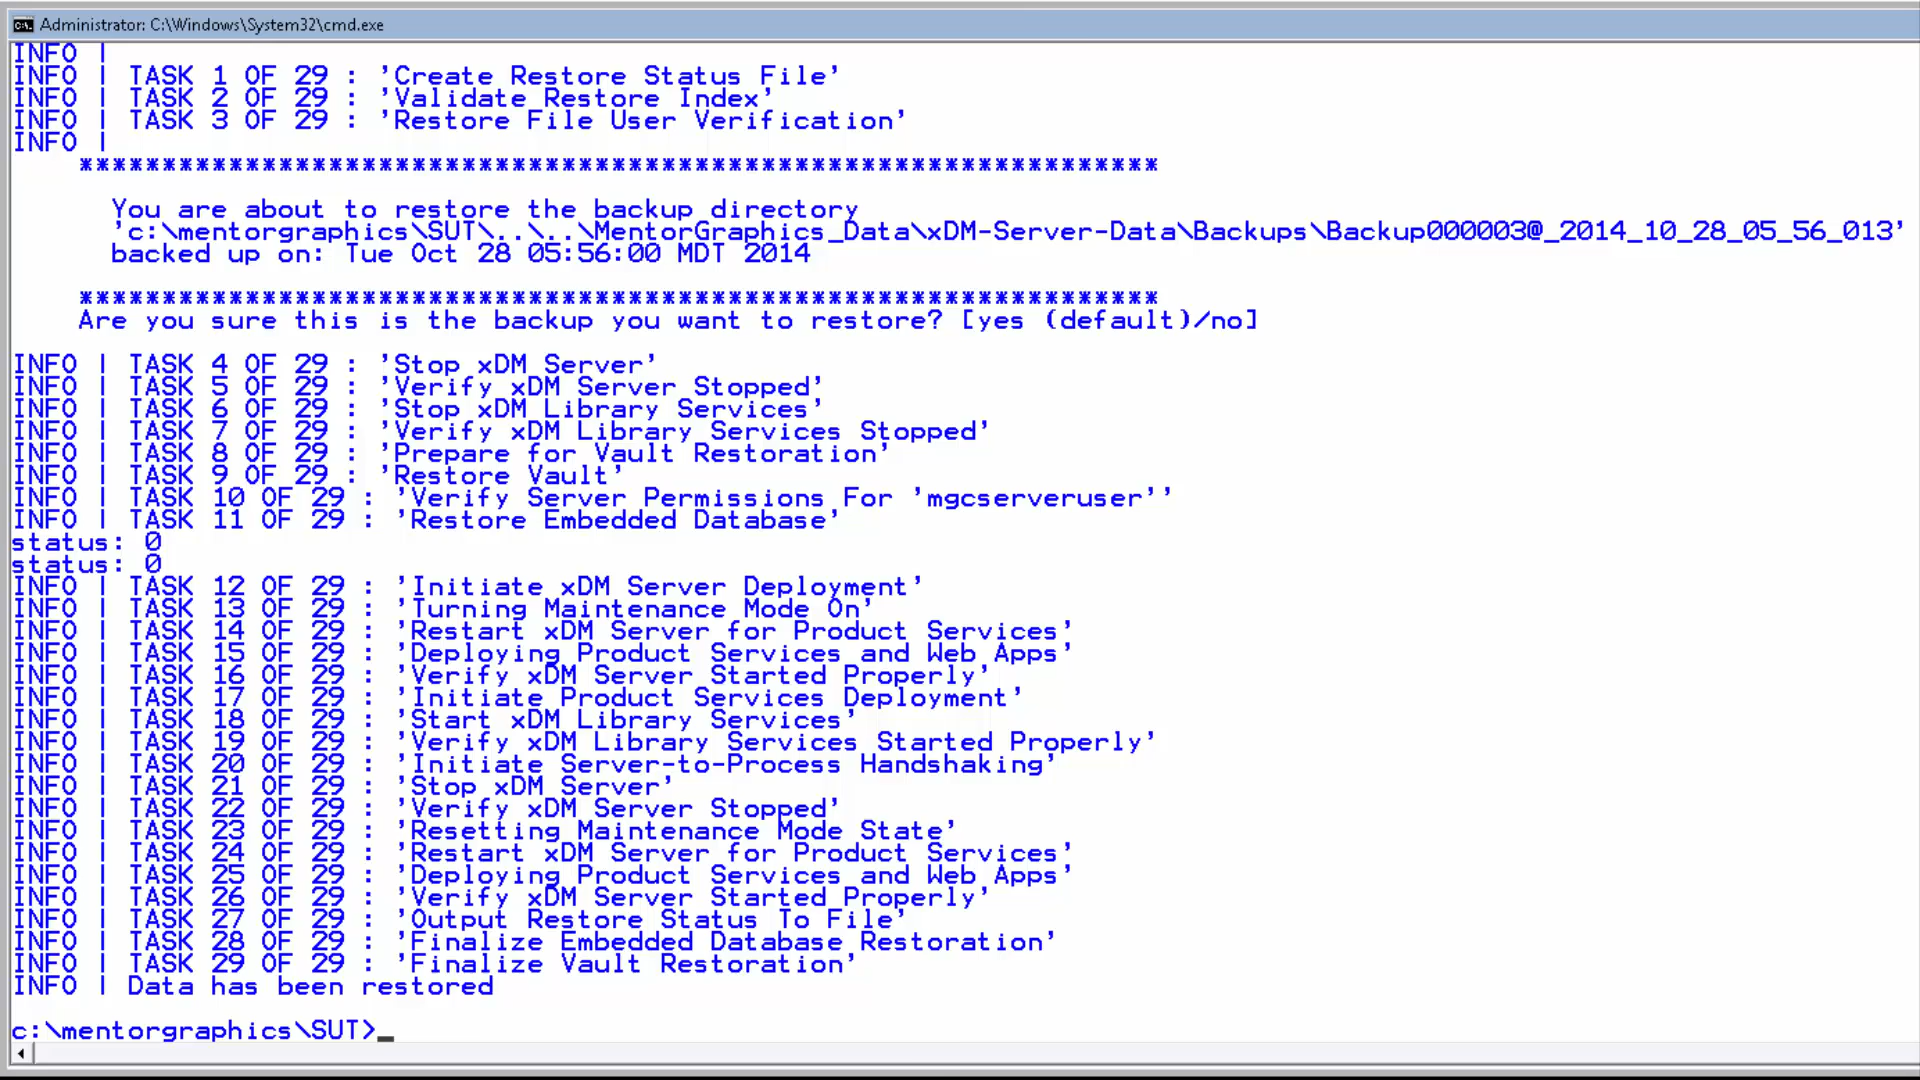 Administrator: C:\Windows\System32\cmd.exe
INFO |
INFO | TASK 1 OF 29 : 'Create Restore Status File'
INFO | TASK 2 OF 29 : 'Validate Restore Index'
INFO | TASK 3 OF 29 : 'Restore File User Verification'
INFO |
*****************************************************************
You are about to restore the backup directory
'c:\mentorgraphics\SUT\..\..\MentorGraphics_Data\xDM-Server-Data\Backups\Backup000003@_2014_10_28_05_56_013'
backed up on: Tue Oct 28 05:56:00 MDT 2014
*****************************************************************
Are you sure this is the backup you want to restore? [yes (default)/no]
INFO | TASK 4 OF 29 : 'Stop xDM Server'
INFO | TASK 5 OF 29 : 'Verify xDM Server Stopped'
INFO | TASK 6 OF 29 : 'Stop xDM Library Services'
INFO | TASK 7 OF 29 : 'Verify xDM Library Services Stopped'
INFO | TASK 8 OF 29 : 'Prepare for Vault Restoration'
INFO | TASK 9 OF 29 : 'Restore Vault'
INFO | TASK 10 OF 29 : 'Verify Server Permissions For 'mgcserveruser''
INFO | TASK 11 OF 29 : 'Restore Embedded Database'
status: 0
status: 0
INFO | TASK 12 OF 29 : 'Initiate xDM Server Deployment'
INFO | TASK 13 OF 29 : 'Turning Maintenance Mode On'
INFO | TASK 14 OF 29 : 'Restart xDM Server for Product Services'
INFO | TASK 15 OF 29 : 'Deploying Product Services and Web Apps'
INFO | TASK 16 OF 29 : 'Verify xDM Server Started Properly'
INFO | TASK 17 OF 29 : 'Initiate Product Services Deployment'
INFO | TASK 18 OF 29 : 'Start xDM Library Services'
INFO | TASK 19 OF 29 : 'Verify xDM Library Services Started Properly'
INFO | TASK 20 OF 29 : 'Initiate Server-to-Process Handshaking'
INFO | TASK 21 OF 29 : 'Stop xDM Server'
INFO | TASK 22 OF 29 : 'Verify xDM Server Stopped'
INFO | TASK 23 OF 29 : 'Resetting Maintenance Mode State'
INFO | TASK 24 OF 29 : 'Restart xDM Server for Product Services'
INFO | TASK 25 OF 29 : 'Deploying Product Services and Web Apps'
INFO | TASK 26 OF 29 : 'Verify xDM Server Started Properly'
INFO | TASK 27 OF 29 : 'Output Restore Status To File'
INFO | TASK 28 OF 29 : 'Finalize Embedded Database Restoration'
INFO | TASK 29 OF 29 : 'Finalize Vault Restoration'
INFO | Data has been restored
c:\mentorgraphics\SUT>_